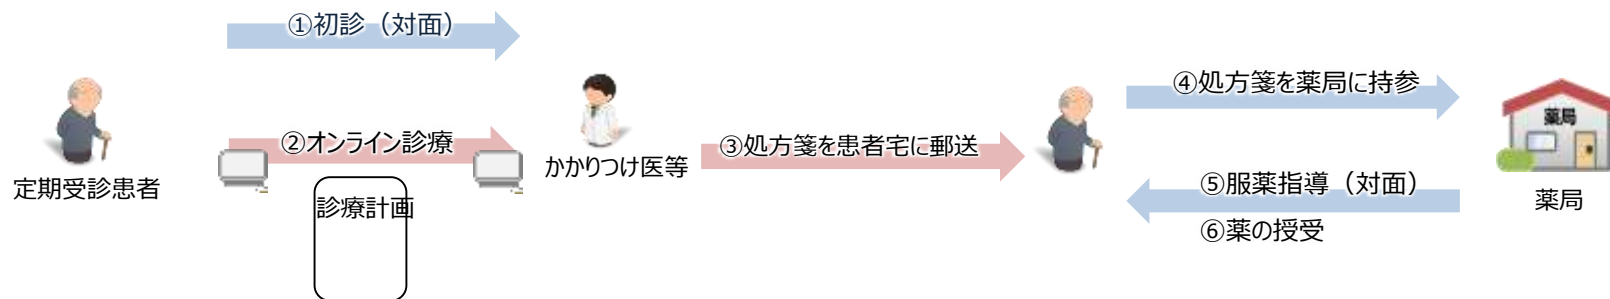 ①初診（対面）
定期受診患者
②オンライン診療
診療計画
かかりつけ医等
③処方箋を患者宅に郵送
④処方箋を薬局に持参
⑤服薬指導（対面）
⑥薬の授受
薬局
薬局